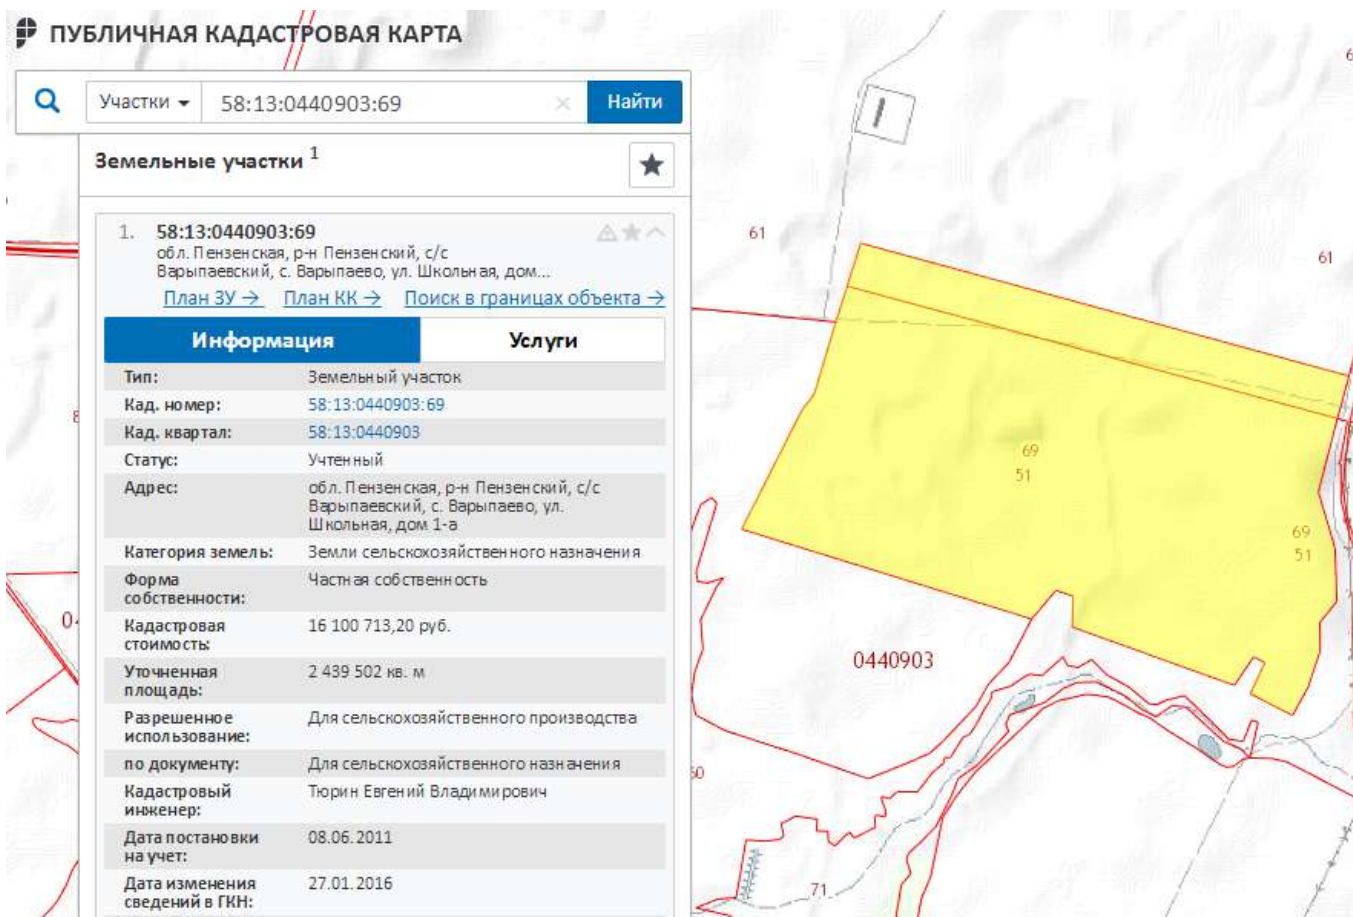 ПУБЛИЧНАЯ КАДАСТРОВАЯ КАРТА
Участки 58:13:0440903:69 × Найти
Земельные участки 1
1. 58:13:0440903:69
обл. Пензенская, р-н Пензенский, с/с
Варыпаевский, с. Варыпаево, ул. Школьная, дом...
План ЗУ → План КК → Поиск в границах объекта →
Информация Услуги
Тип: Земельный участок
Кад. номер: 58:13:0440903:69
Кад. квартал: 58:13:0440903
Статус: Учтенный
Адрес: обл. Пензенская, р-н Пензенский, с/с
Варыпаевский, с. Варыпаево, ул.
Школьная, дом 1-а
Категория земель: Земли сельскохозяйственного назначения
Форма Частная собственность
собственности:
Кадастровая 16 100 713,20 руб.
стоимость:
Уточненная 2 439 502 кв. м
площадь:
Разрешенное Для сельскохозяйственного производства
использование:
по документу: Для сельскохозяйственного назначения
Кадастровый Тюрин Евгений Владимирович
инженер:
Дата постановки 08.06.2011
на учет:
Дата изменения 27.01.2016
сведений в ГКН:
61
61
69
51
69
51
0440903
71